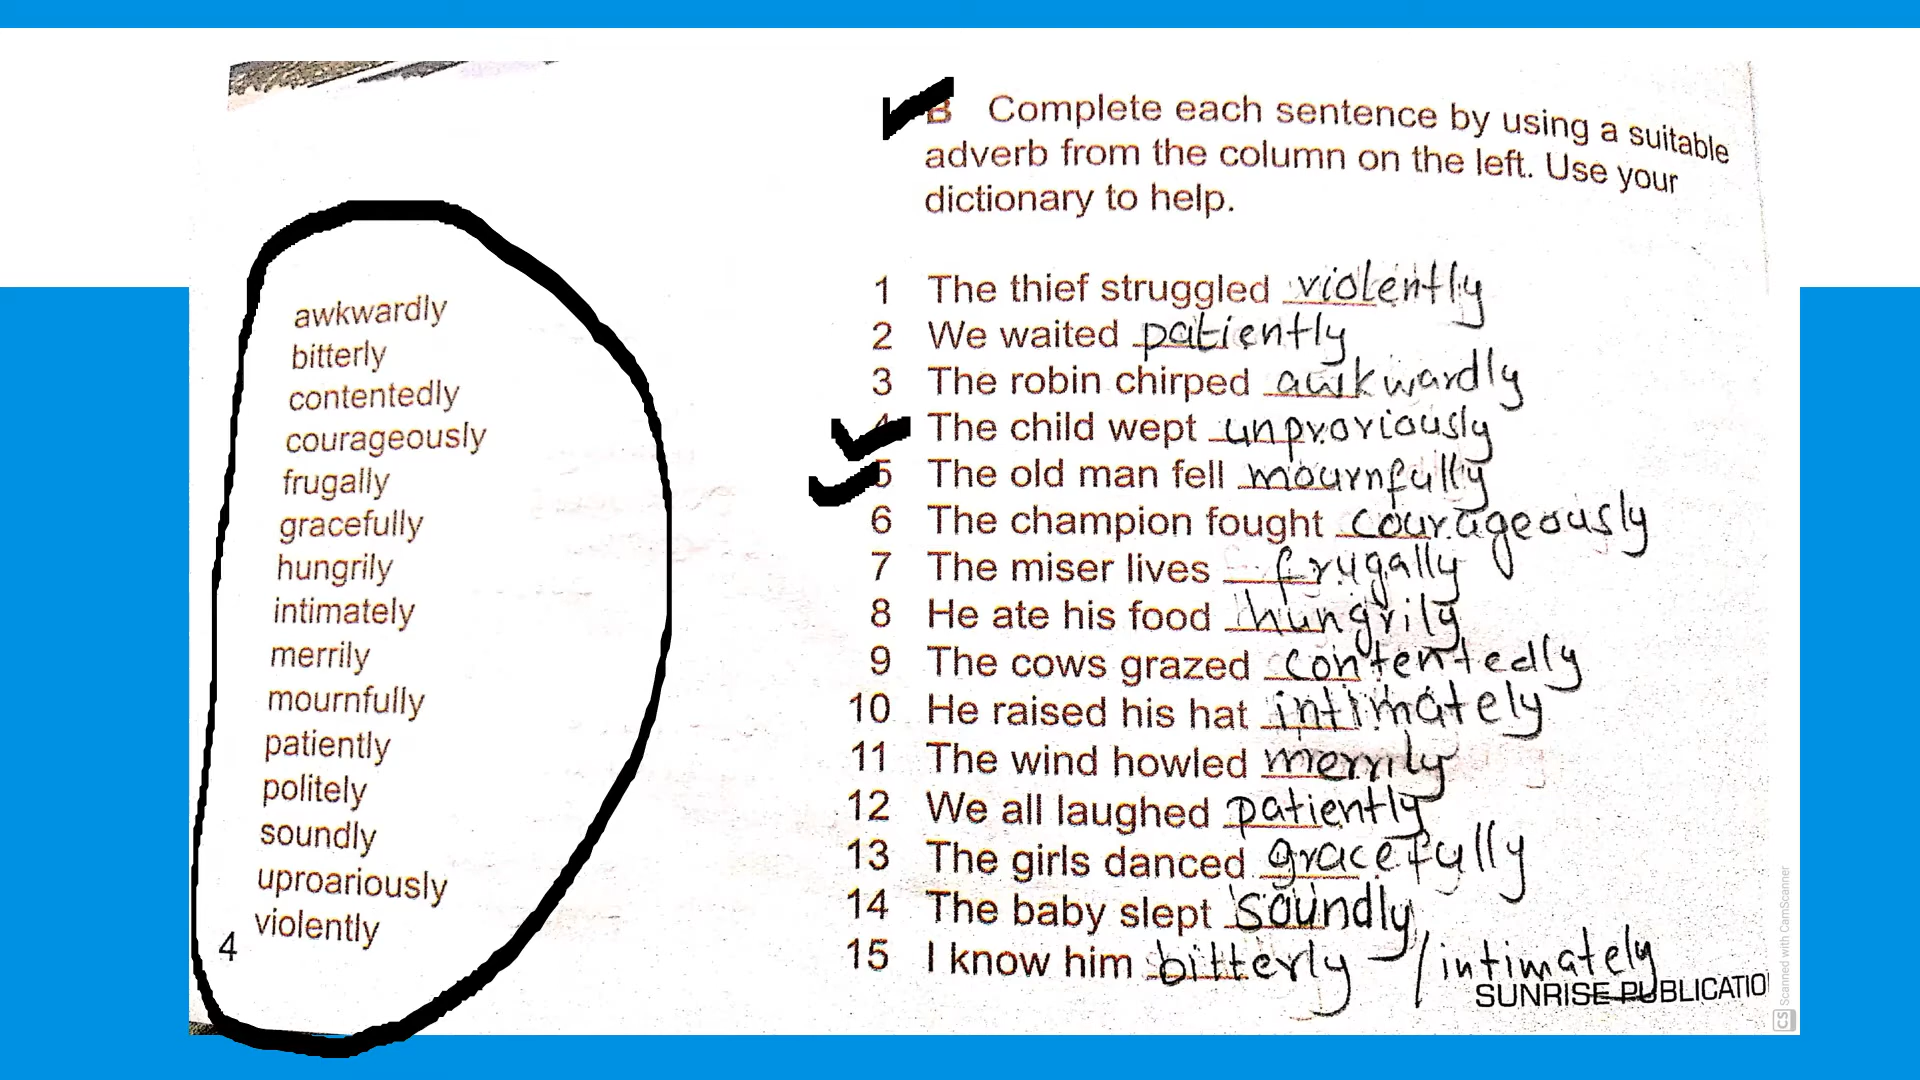 B Complete each sentence by using a suitable
adverb from the column on the left. Use your
dictionary to help.
awkwardly
bitterly
contentedly
courageously
frugally
gracefully
hungrily
intimately
merrily
mournfully
patiently
politely
soundly
uproariously
violently
4
1 The thief struggled violently
2 We waited patiently
3 The robin chirped awkwardly
4 The child wept unproviously
5 The old man fell mournfully
6 The champion fought courageously
7 The miser lives frugally
8 He ate his food hungrily
9 The cows grazed contentedly
10 He raised his hat intimately
11 The wind howled merrily
12 We all laughed patiently
13 The girls danced gracefully
14 The baby slept soundly
15 I know him bitterly / intimately
SUNRISE PUBLICATIO
CS Scanned with CamScanner